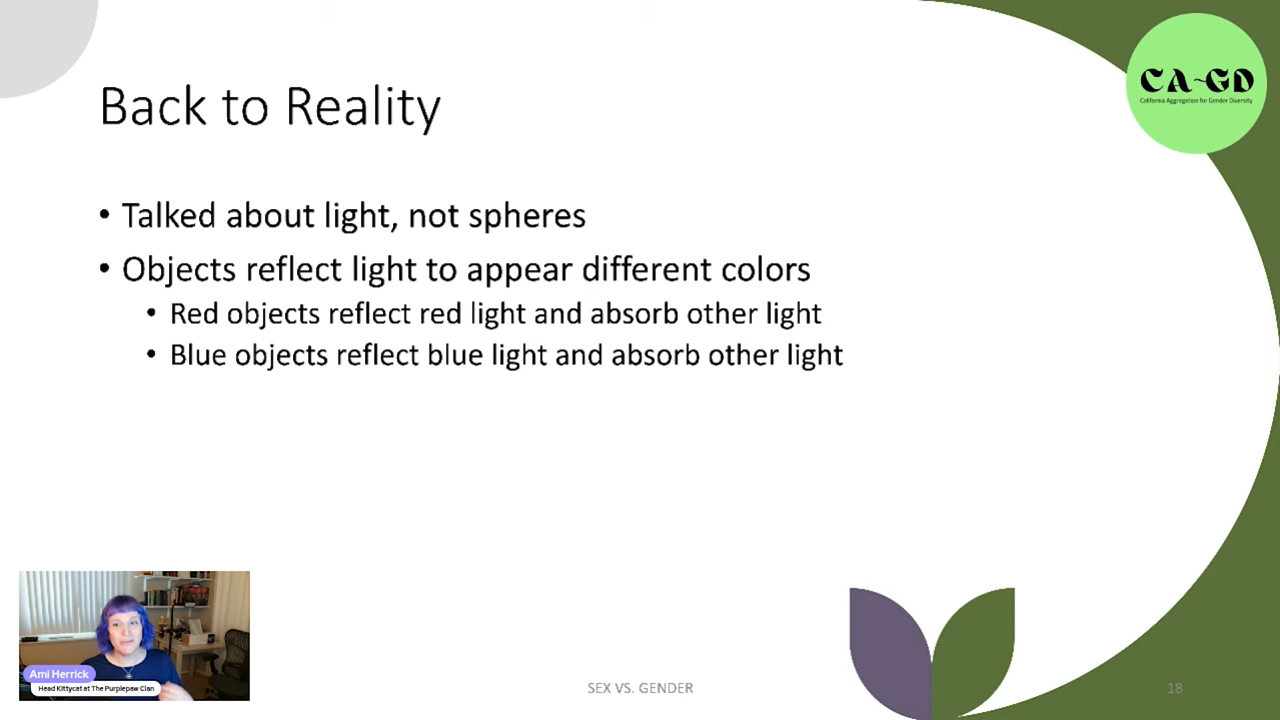 CA-GD
California Aggregation for Gender Diversity
Back to Reality
• Talked about light, not spheres
• Objects reflect light to appear different colors
• Red objects reflect red light and absorb other light
• Blue objects reflect blue light and absorb other light
Ami Herrick
Head Kittycat at The Purplepaw Clan
SEX VS. GENDER
18